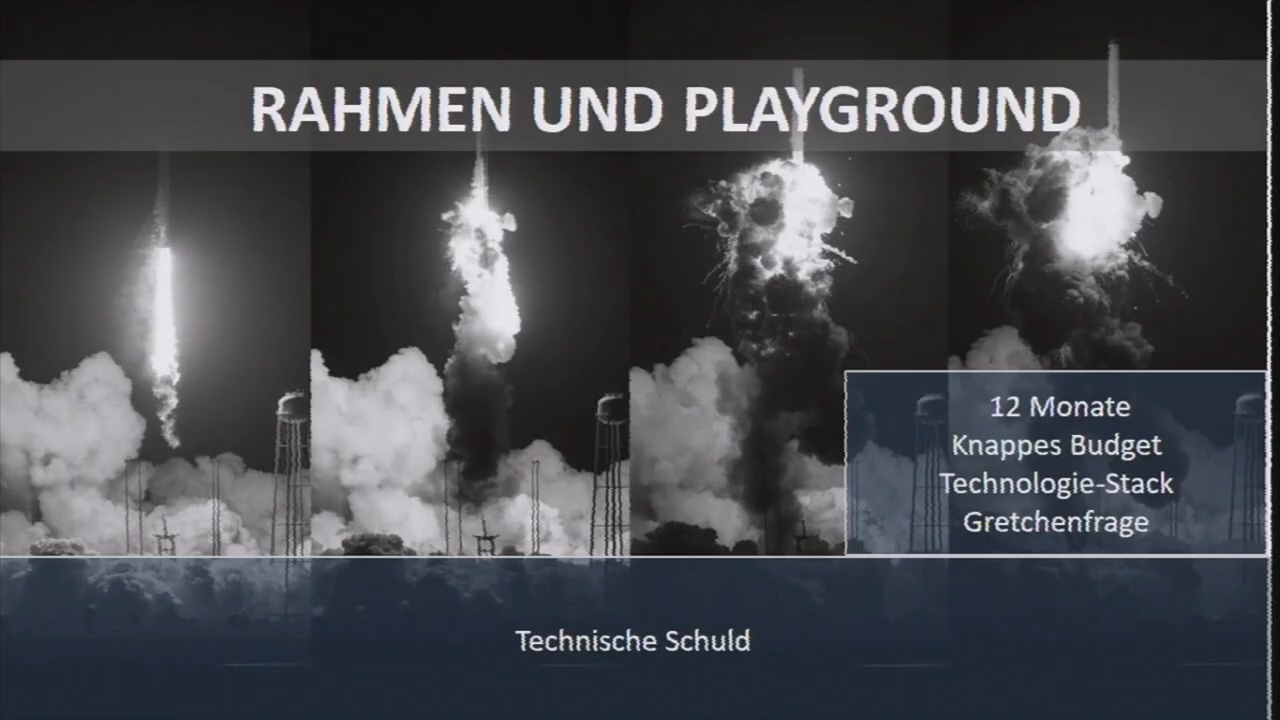 RAHMEN UND PLAYGROUND
12 Monate
Knappes Budget
Technologie-Stack
Gretchenfrage
Technische Schuld